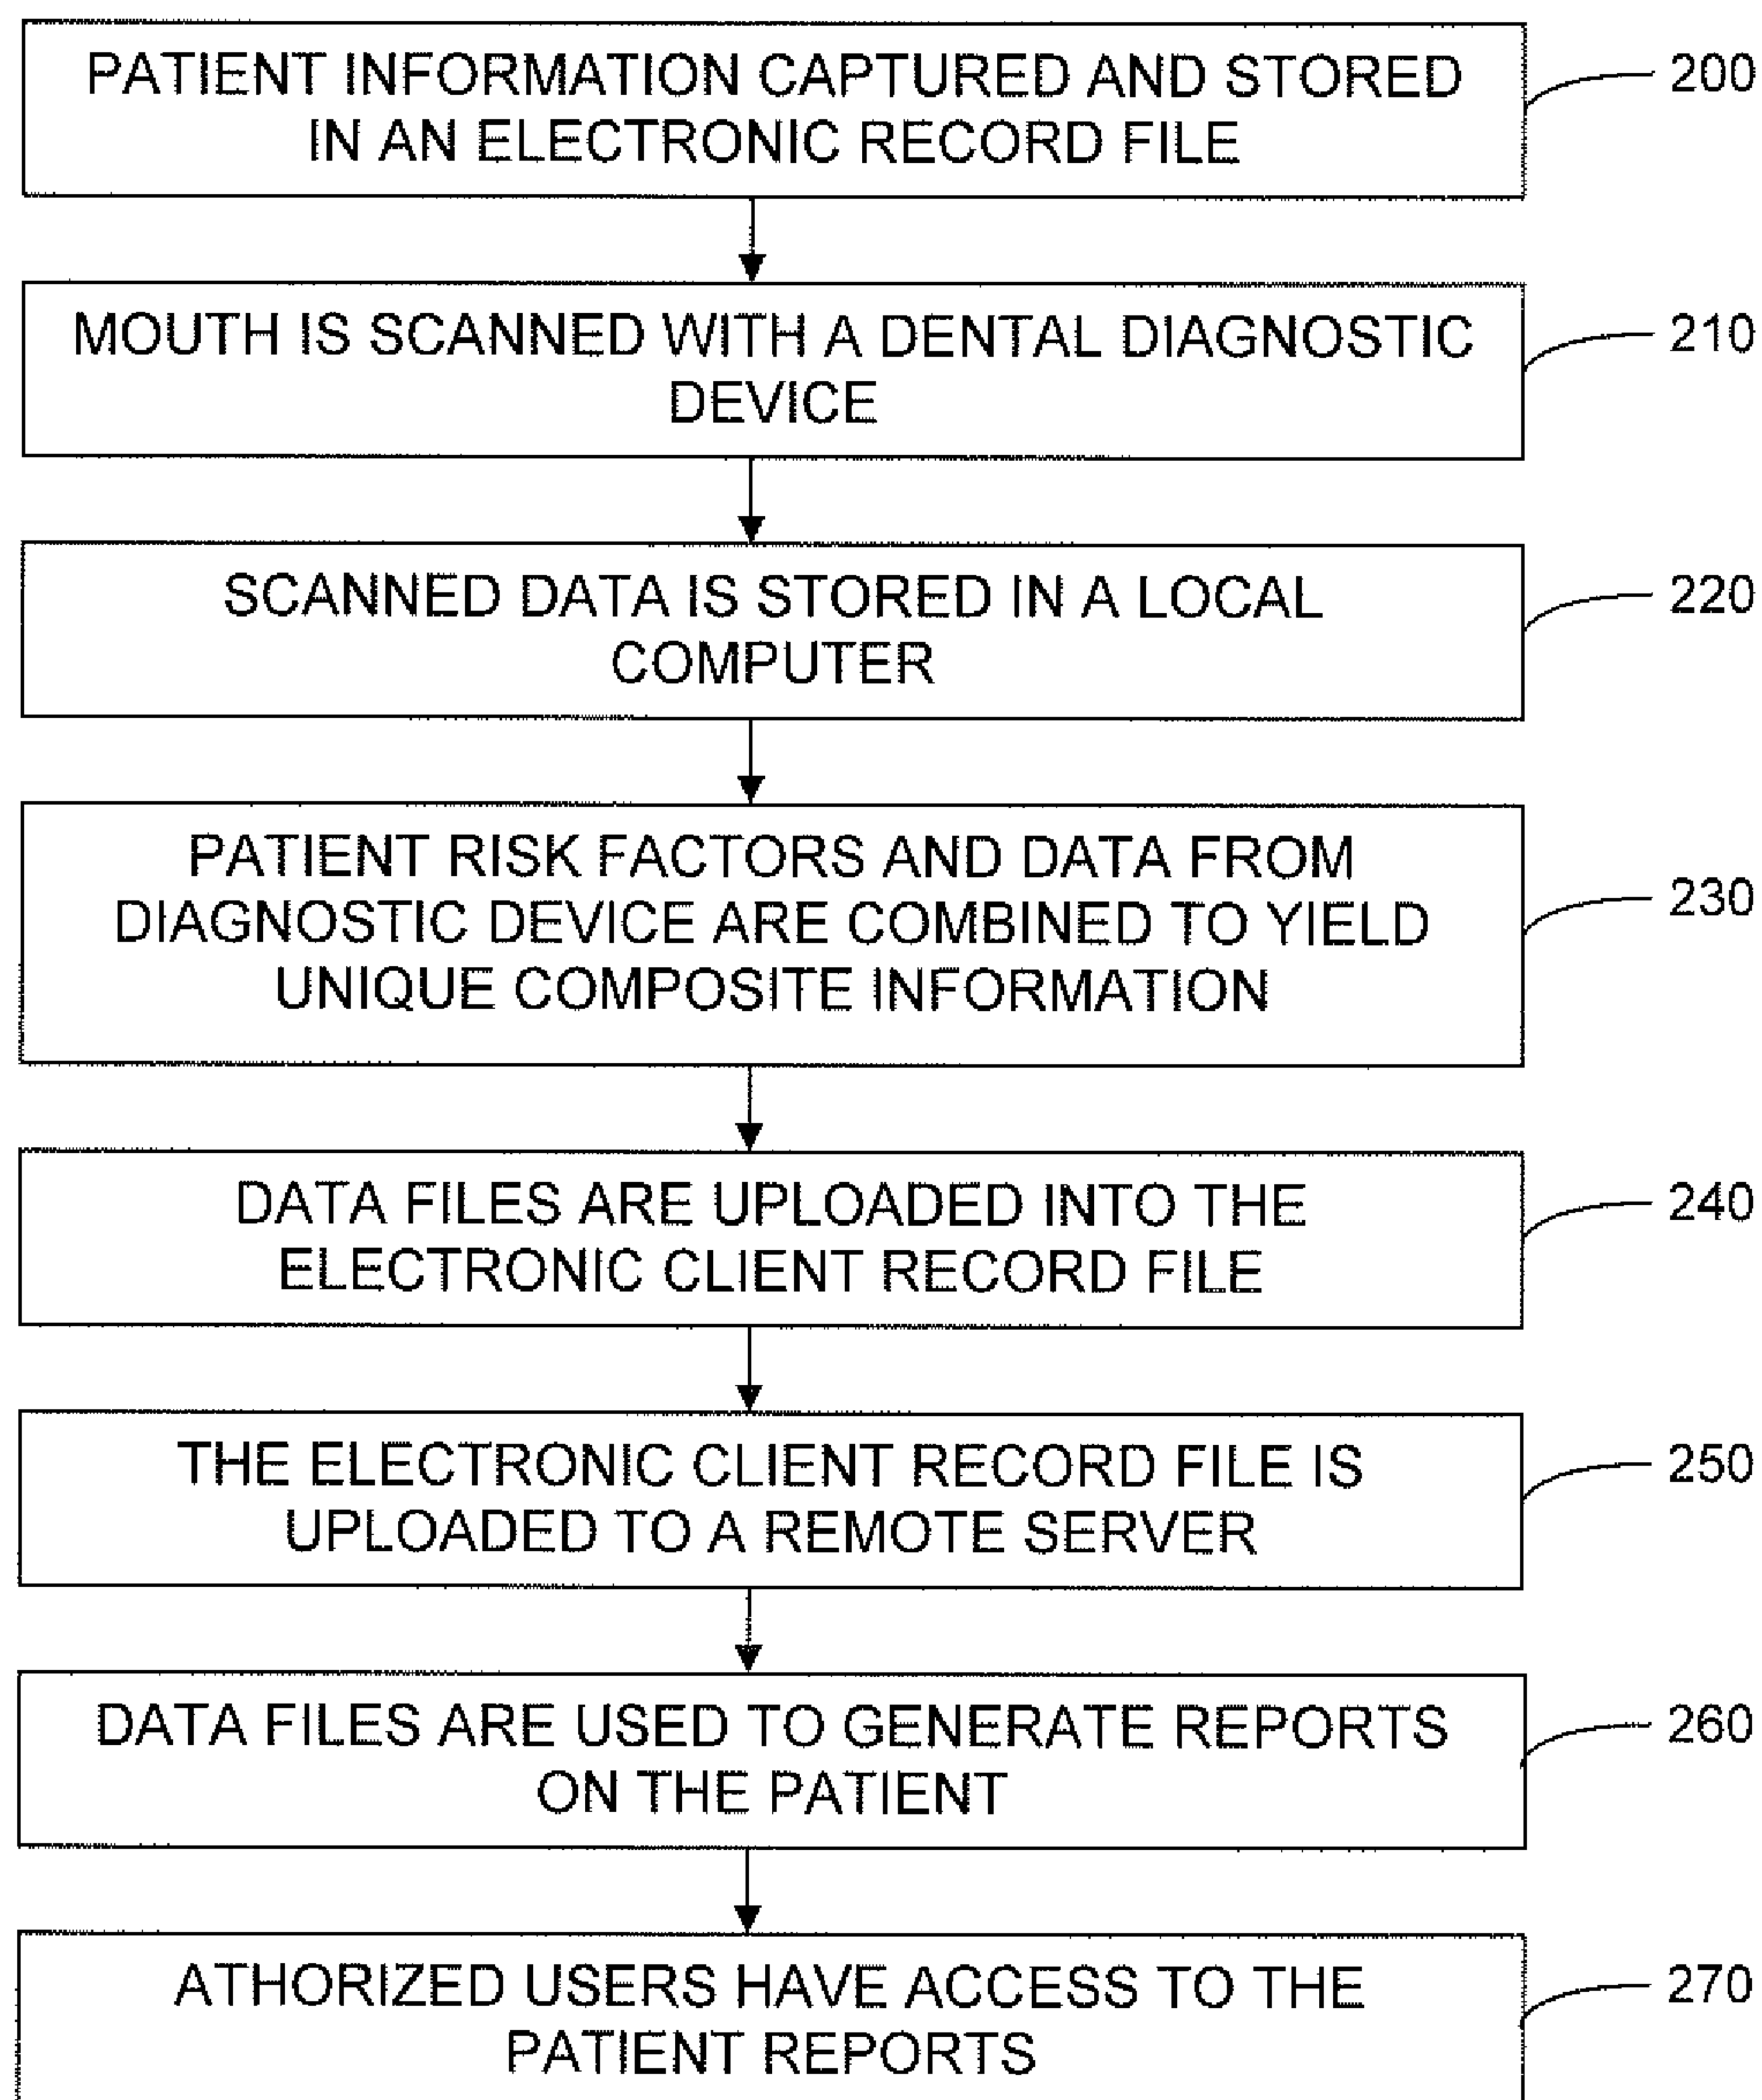 PATIENT INFORMATION CAPTURED AND STORED
IN AN ELECTRONIC RECORD FILE
200
MOUTH IS SCANNED WITH A DENTAL DIAGNOSTIC
DEVICE
210
SCANNED DATA IS STORED IN A LOCAL
COMPUTER
220
PATIENT RISK FACTORS AND DATA FROM
DIAGNOSTIC DEVICE ARE COMBINED TO YIELD
UNIQUE COMPOSITE INFORMATION
230
DATA FILES ARE UPLOADED INTO THE
ELECTRONIC CLIENT RECORD FILE
240
THE ELECTRONIC CLIENT RECORD FILE IS
UPLOADED TO A REMOTE SERVER
250
DATA FILES ARE USED TO GENERATE REPORTS
ON THE PATIENT
260
ATHORIZED USERS HAVE ACCESS TO THE
PATIENT REPORTS
270